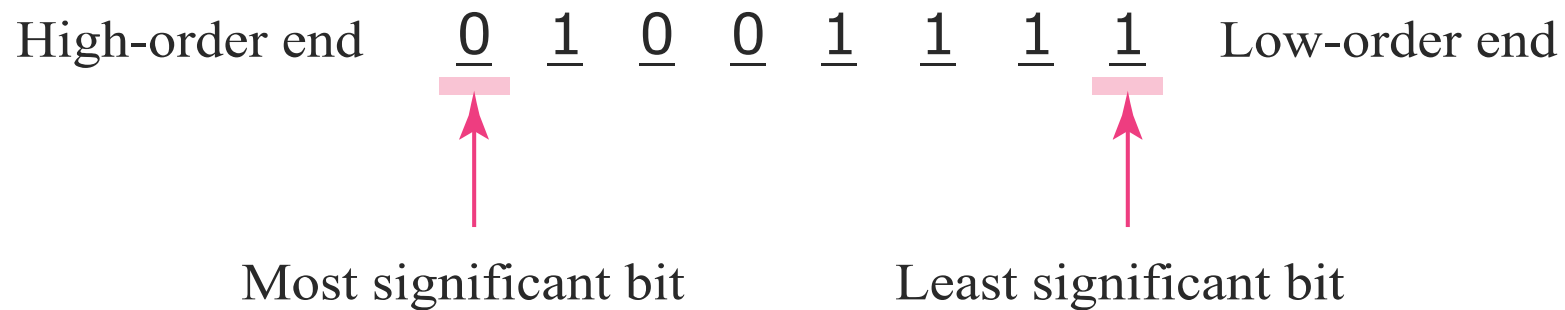 High-order end 0 1 0 0 1 1 1 1 Low-order end
Most significant bit Least significant bit